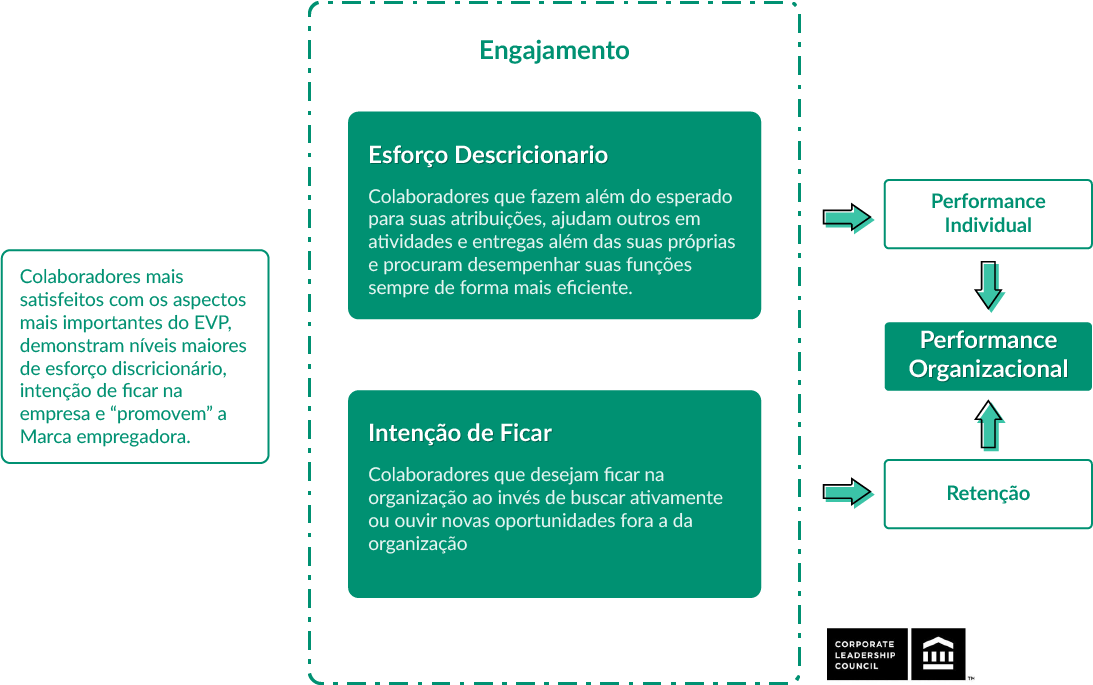 Engajamento
Esforço Descricionario
Colaboradores que fazem além do esperado
para suas atribuições, ajudam outros em
atividades e entregas além das suas próprias
e procuram desempenhar suas funções
sempre de forma mais eficiente.
Performance
Individual
Colaboradores mais
satisfeitos com os aspectos
mais importantes do EVP,
demonstram níveis maiores
de esforço discricionário,
intenção de ficar na
empresa e “promovem” a
Marca empregadora.
Performance
Organizacional
Intenção de Ficar
Colaboradores que desejam ficar na
organização ao invés de buscar ativamente
ou ouvir novas oportunidades fora a da
organização
Retenção
CORPORATE
LEADERSHIP
COUNCIL
TM